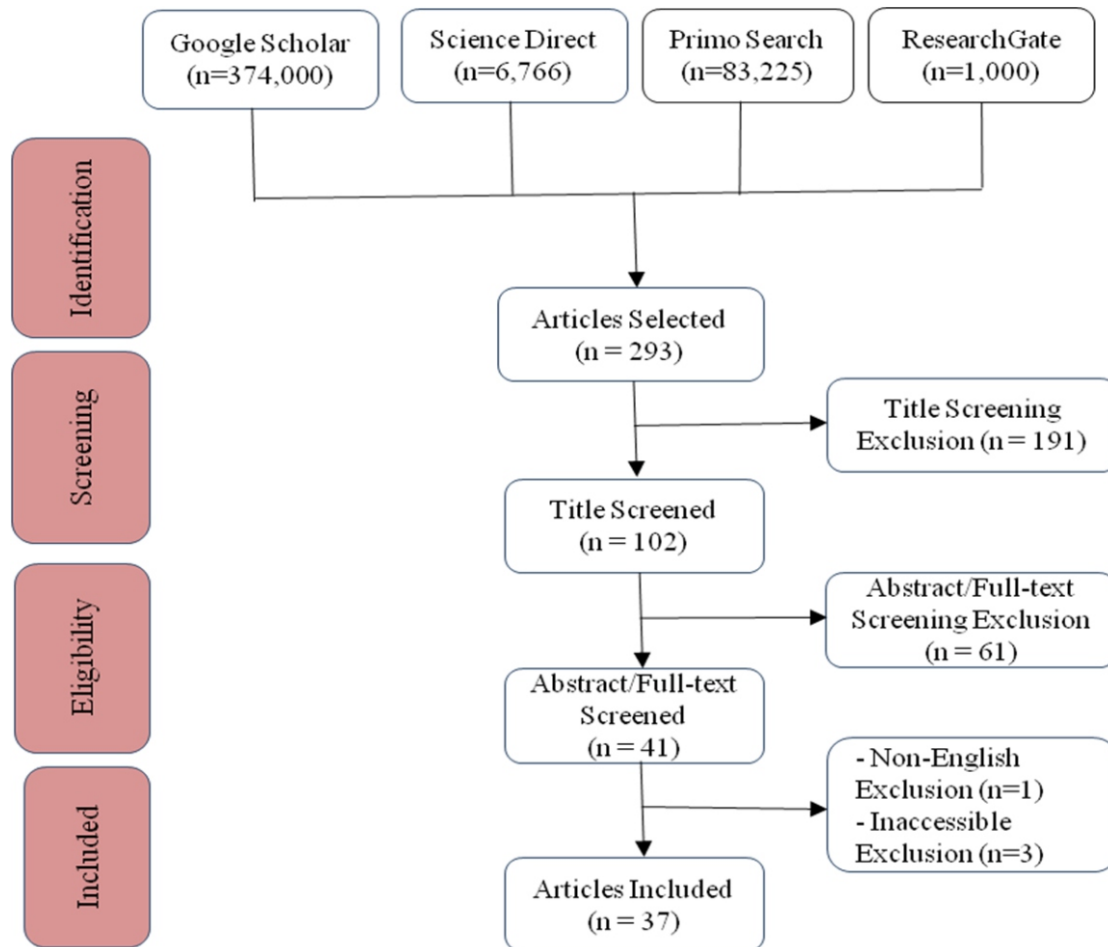 Google Scholar
(n=374,000)
Science Direct
(n=6,766)
Primo Search
(n=83,225)
ResearchGate
(n=1,000)
Identification
Articles Selected
(n = 293)
Screening
Title Screening
Exclusion (n = 191)
Title Screened
(n = 102)
Eligibility
Abstract/Full-text
Screening Exclusion
(n = 61)
Abstract/Full-text
Screened
(n = 41)
Included
- Non-English
Exclusion (n=1)
- Inaccessible
Exclusion (n=3)
Articles Included
(n = 37)